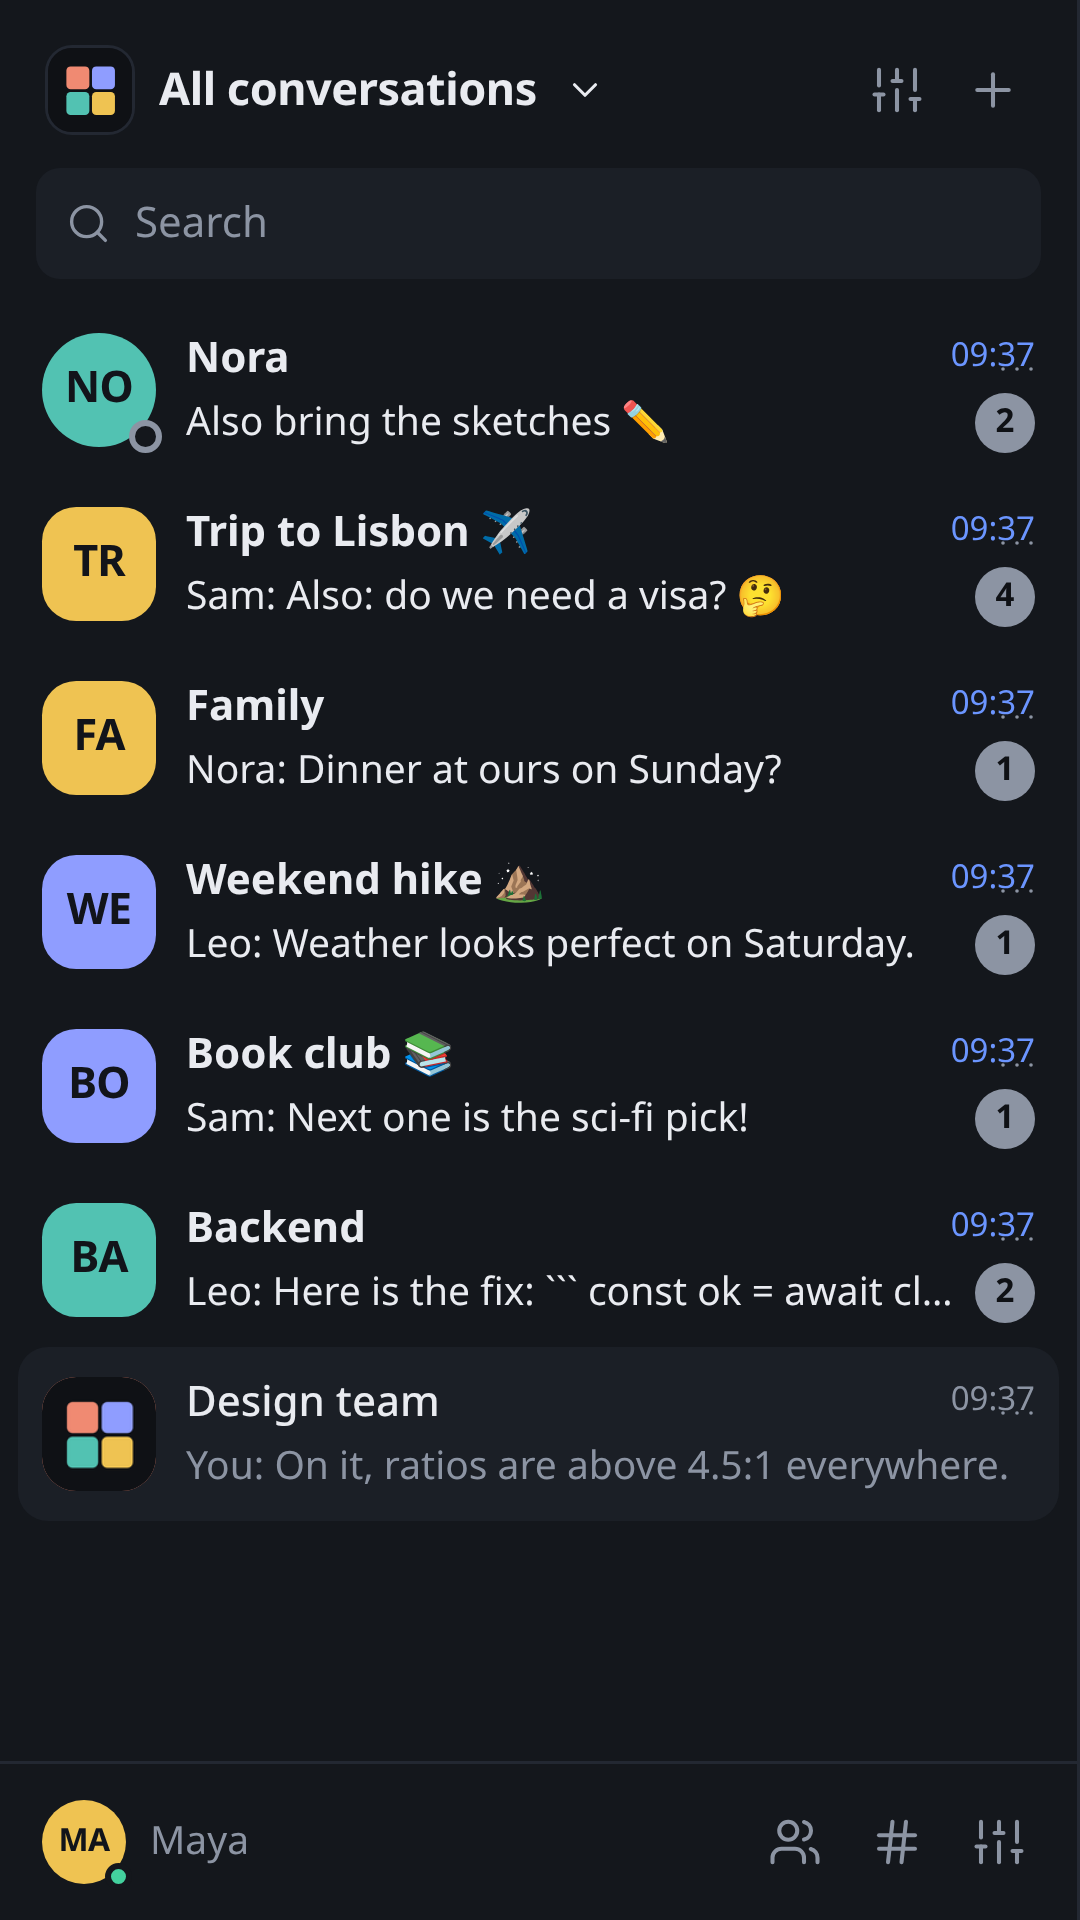 All conversations
Search
NO
Nora
09:37
Also bring the sketches ✏️
2
TR
Trip to Lisbon ✈️
09:37
Sam: Also: do we need a visa? 🤔
4
FA
Family
09:37
Nora: Dinner at ours on Sunday?
1
WE
Weekend hike ⛰️
09:37
Leo: Weather looks perfect on Saturday.
1
BO
Book club 📚
09:37
Sam: Next one is the sci-fi pick!
1
BA
Backend
09:37
Leo: Here is the fix: ``` const ok = await cl...
2
Design team
09:37
You: On it, ratios are above 4.5:1 everywhere.
MA
Maya